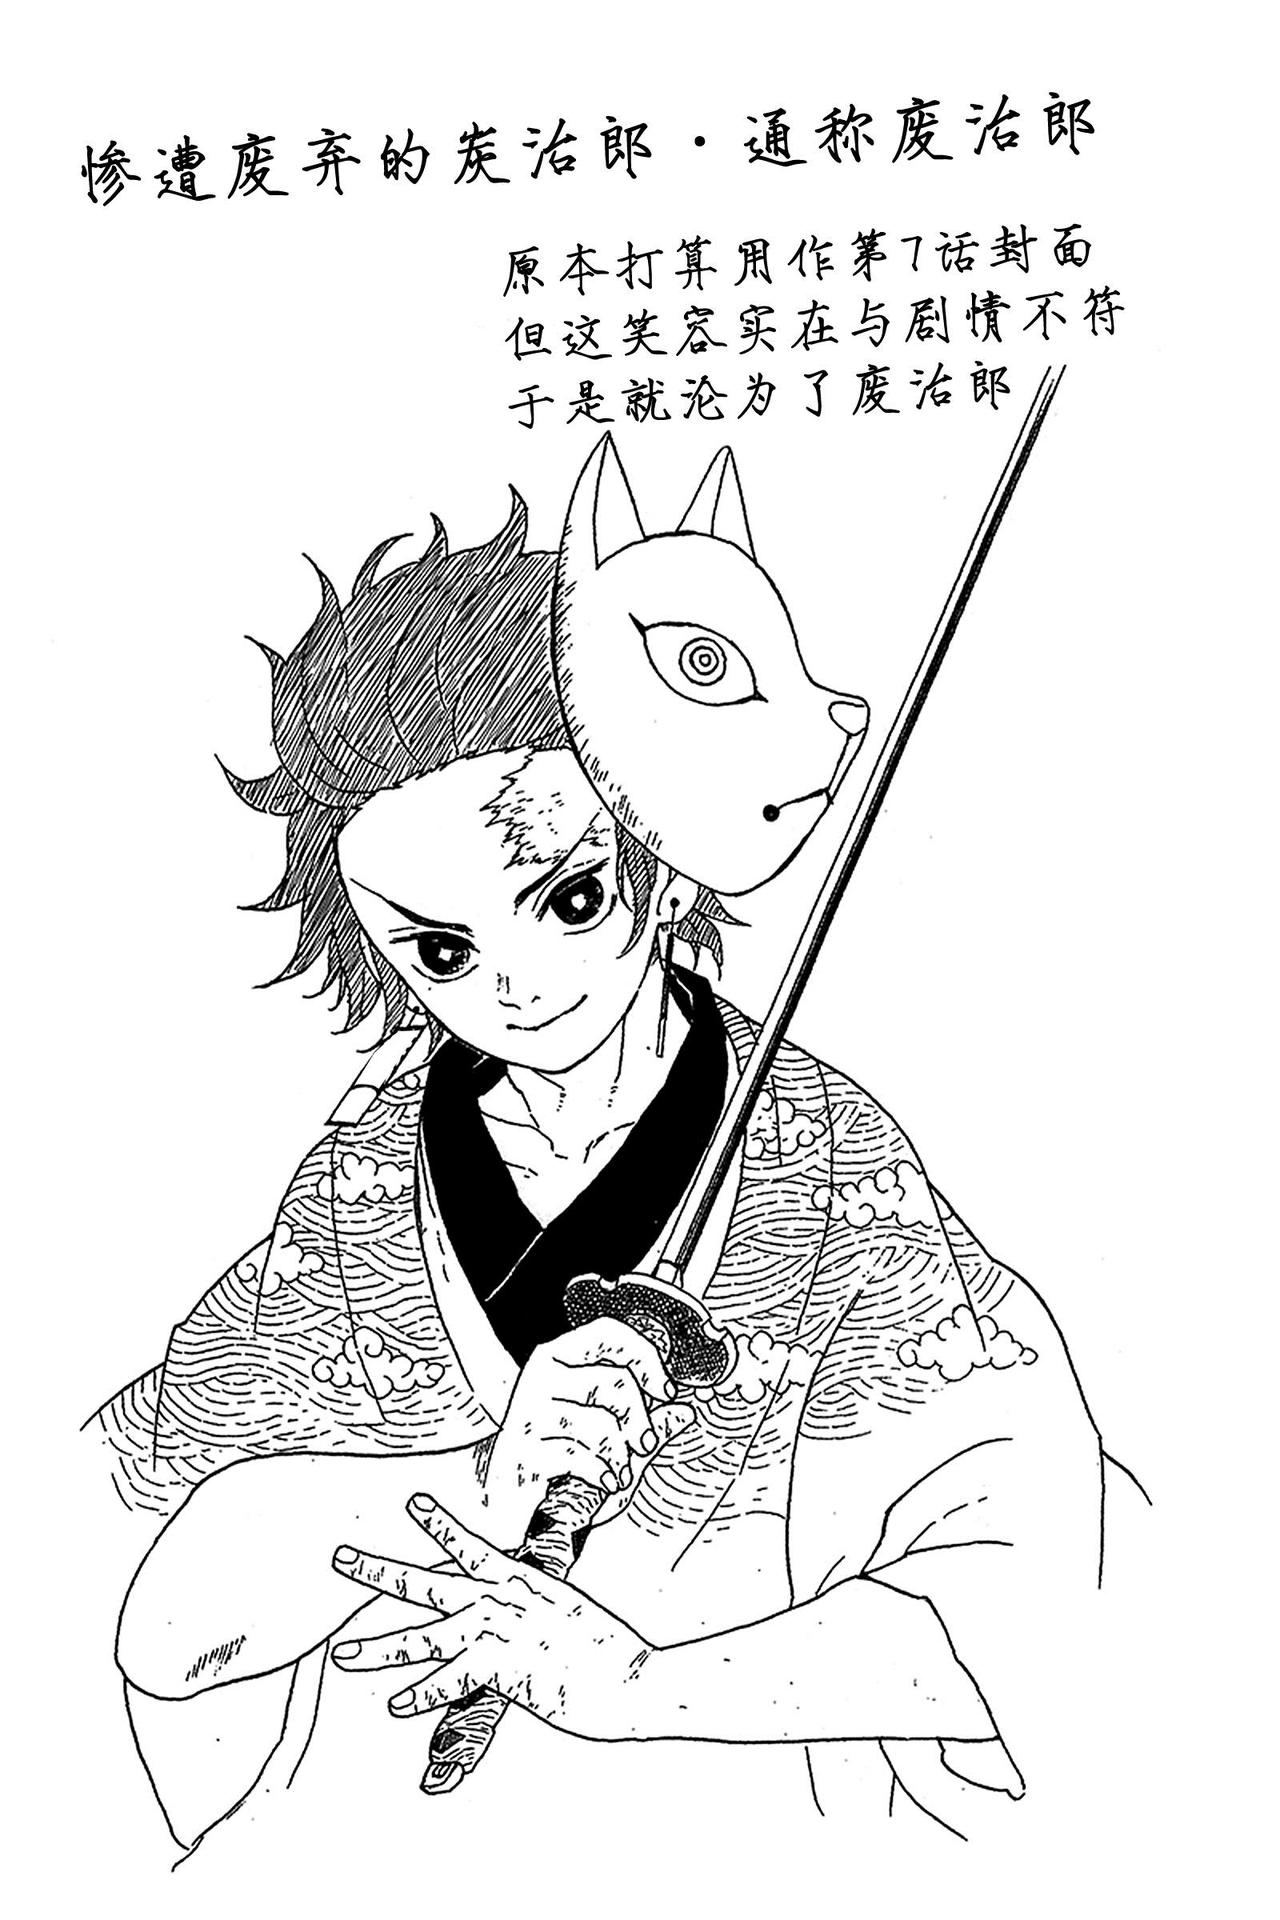 惨遭废弃的炭治郎·通称废治郎
原本打算用作第7话封面
但这笑容实在与剧情不符
于是就沦为了废治郎